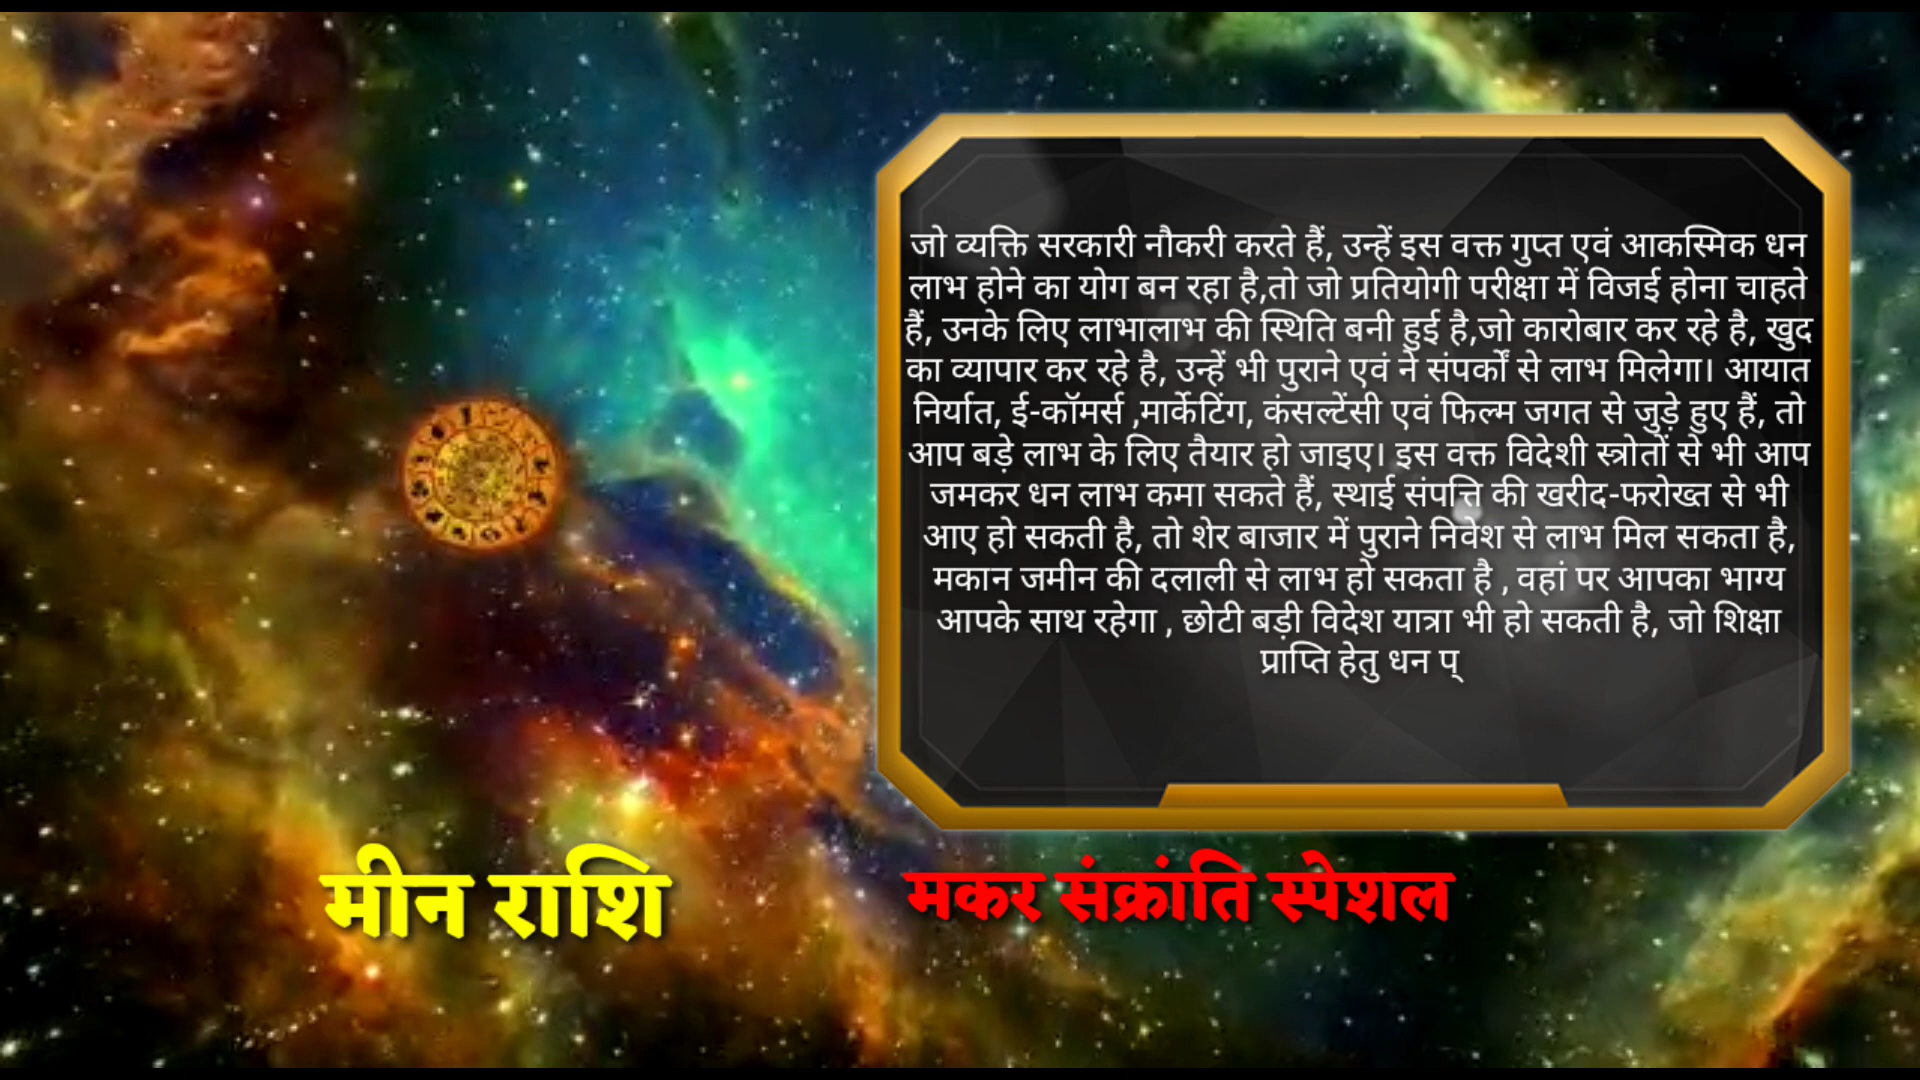 जो व्यक्ति सरकारी नौकरी करते हैं, उन्हें इस वक्त गुप्त एवं आकस्मिक धन
लाभ होने का योग बन रहा है,तो जो प्रतियोगी परीक्षा में विजई होना चाहते
हैं, उनके लिए लाभालाभ की स्थिति बनी हुई है,जो कारोबार कर रहे है, खुद
का व्यापार कर रहे है, उन्हें भी पुराने एवं ने संपर्कों से लाभ मिलेगा। आयात
निर्यात, ई-कॉमर्स ,मार्केटिंग, कंसल्टेंसी एवं फिल्म जगत से जुड़े हुए हैं, तो
आप बड़े लाभ के लिए तैयार हो जाइए। इस वक्त विदेशी स्त्रोतों से भी आप
जमकर धन लाभ कमा सकते हैं, स्थाई संपत्ति की खरीद-फरोख्त से भी
आए हो सकती है, तो शेर बाजार में पुराने निवेश से लाभ मिल सकता है,
मकान जमीन की दलाली से लाभ हो सकता है , वहां पर आपका भाग्य
आपके साथ रहेगा , छोटी बड़ी विदेश यात्रा भी हो सकती है, जो शिक्षा
प्राप्ति हेतु धन प्
मीन राशि
मकर संक्रांति स्पेशल